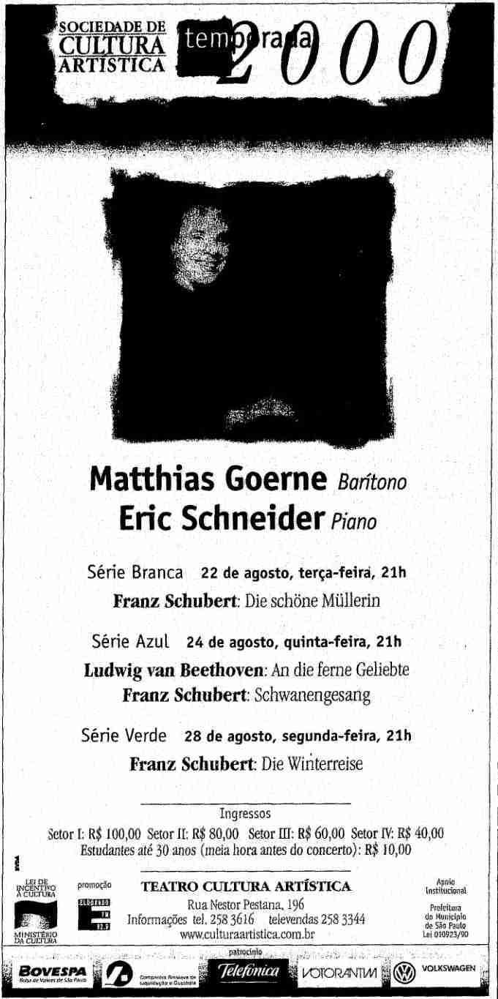 SOCIEDADE DE
CULTURA
ARTÍSTICA
temporada
2000
Matthias Goerne Barítono
Eric Schneider Piano
Série Branca 22 de agosto, terça-feira, 21h
Franz Schubert: Die schöne Müllerin
Série Azul 24 de agosto, quinta-feira, 21h
Ludwig van Beethoven: An die ferne Geliebte
Franz Schubert: Schwanengesang
Série Verde 28 de agosto, segunda-feira, 21h
Franz Schubert: Die Winterreise
Ingressos
Setor I: R$ 100,00 Setor II: R$ 80,00 Setor III: R$ 60,00 Setor IV: R$ 40,00
Estudantes até 30 anos (meia hora antes do concerto): R$ 10,00
LEI DE
INCENTIVO
À CULTURA
MINISTÉRIO
DA CULTURA
promoção
ELDORADO
FM
92.9
TEATRO CULTURA ARTÍSTICA
Rua Nestor Pestana, 196
Informações tel. 258 3616 televendas 258 3344
www.culturaartistica.com.br
Apoio
Institucional
Prefeitura
do Município
de São Paulo
Lei 010923/90
patrocínio
BOVESPA
Bolsa de Valores de São Paulo
Companhia Brasileira de
Liquidação e Custódia
Telefónica
VOTORANTIM
VOLKSWAGEN